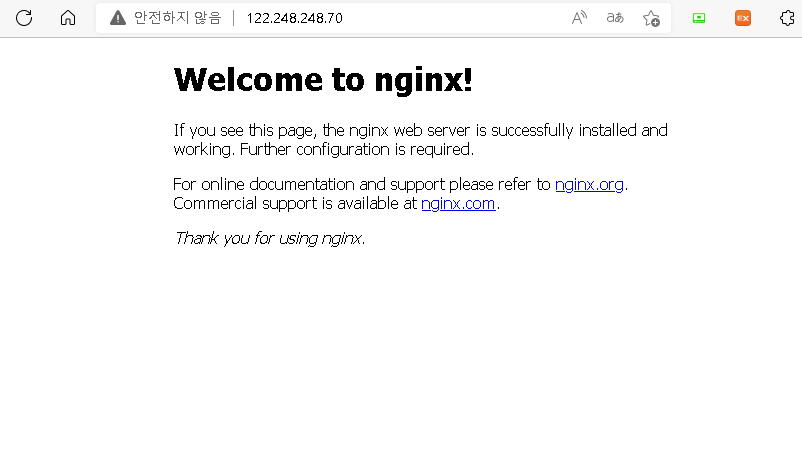 안전하지 않음 122.248.248.70
aあ
EX
Welcome to nginx!
If you see this page, the nginx web server is successfully installed and
working. Further configuration is required.
For online documentation and support please refer to nginx.org.
Commercial support is available at nginx.com.
Thank you for using nginx.